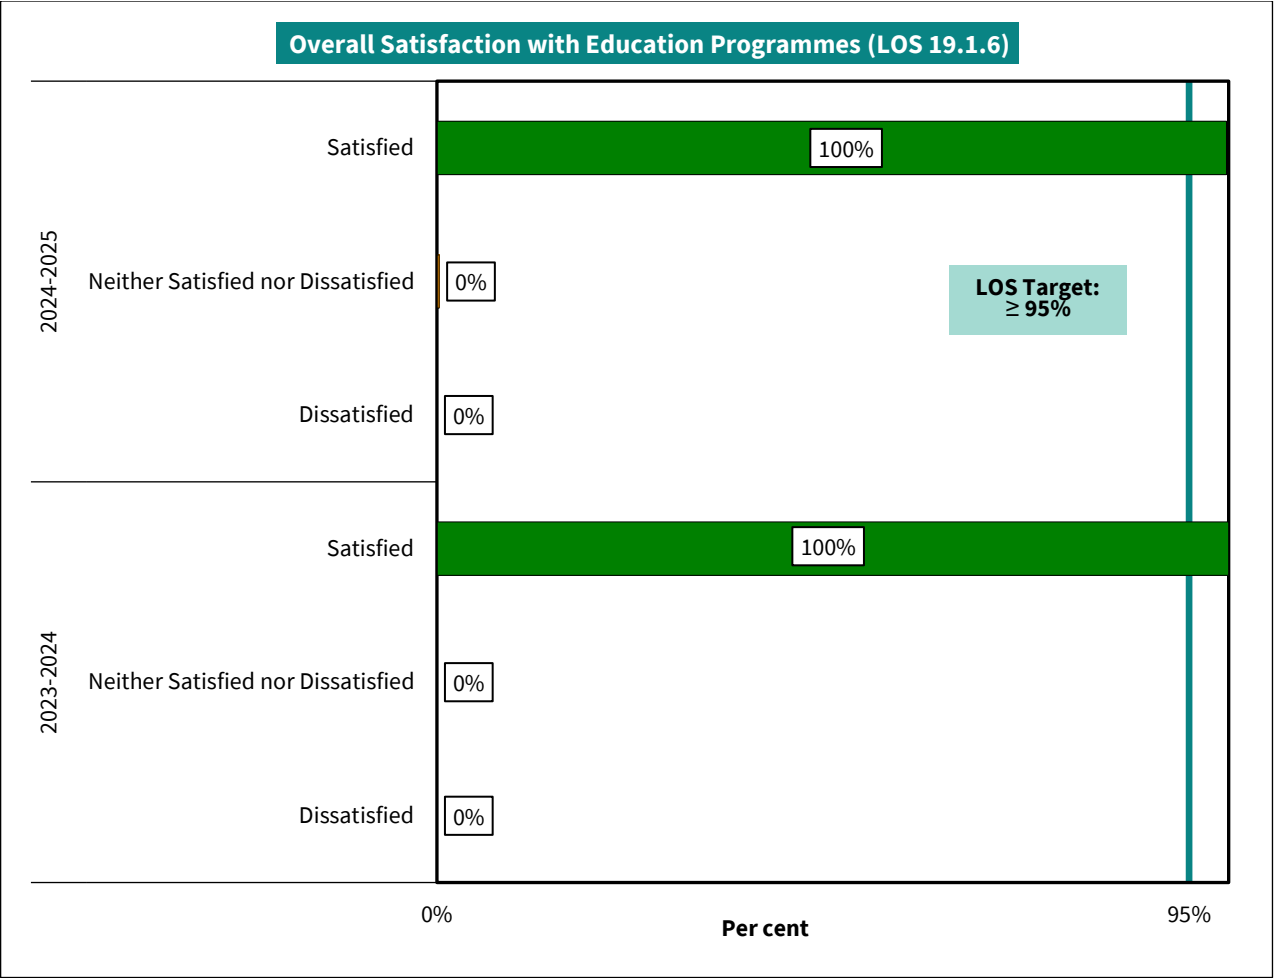 Overall Satisfaction with Education Programmes (LOS 19.1.6)
2024-2025
Satisfied
100%
Neither Satisfied nor Dissatisfied
0%
LOS Target:
≥ 95%
Dissatisfied
0%
2023-2024
Satisfied
100%
Neither Satisfied nor Dissatisfied
0%
Dissatisfied
0%
0%
95%
Per cent